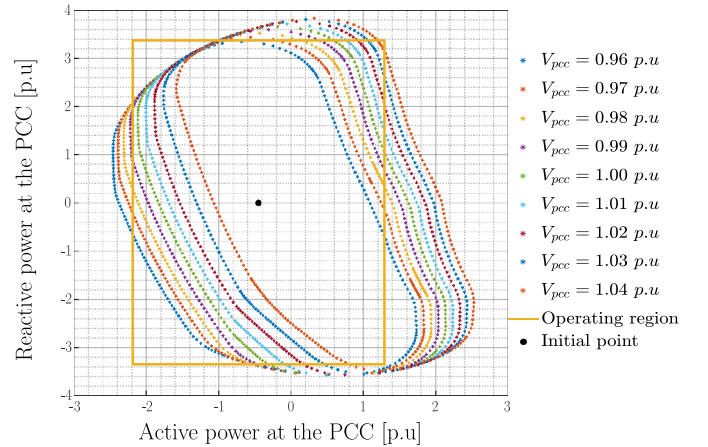 Reactive power at the PCC [p.u]
4
3
2
1
0
-1
-2
-3
-4
-3 -2 -1 0 1 2 3
Active power at the PCC [p.u]
V_pcc = 0.96 p.u
V_pcc = 0.97 p.u
V_pcc = 0.98 p.u
V_pcc = 0.99 p.u
V_pcc = 1.00 p.u
V_pcc = 1.01 p.u
V_pcc = 1.02 p.u
V_pcc = 1.03 p.u
V_pcc = 1.04 p.u
Operating region
Initial point